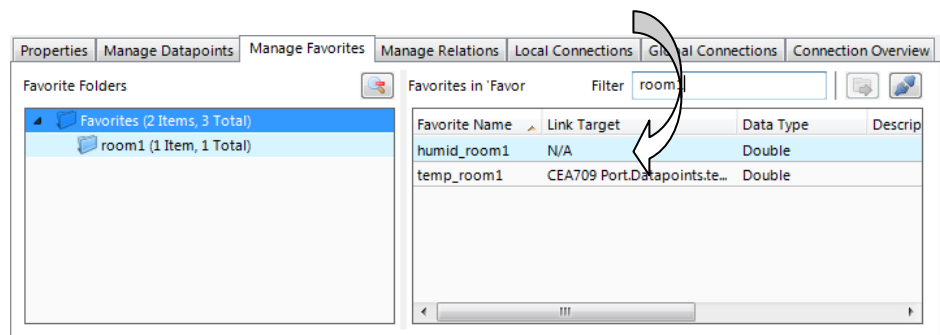 Properties Manage Datapoints Manage Favorites Manage Relations Local Connections Global Connections Connection Overview
Favorite Folders Favorites in 'Favor Filter room1
Favorites (2 Items, 3 Total) Favorite Name Link Target Data Type Descrip
room1 (1 Item, 1 Total) humid_room1 N/A Double
temp_room1 CEA709 Port.Datapoints.te... Double